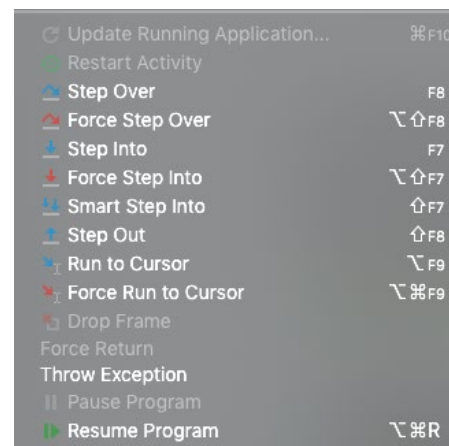 Update Running Application... ⌘F10
Restart Activity
Step Over F8
Force Step Over ⌥⇧F8
Step Into F7
Force Step Into ⌥⇧F7
Smart Step Into ⇧F7
Step Out ⇧F8
Run to Cursor ⌥F9
Force Run to Cursor ⌥⌘F9
Drop Frame
Force Return
Throw Exception
Pause Program
Resume Program ⌥⌘R